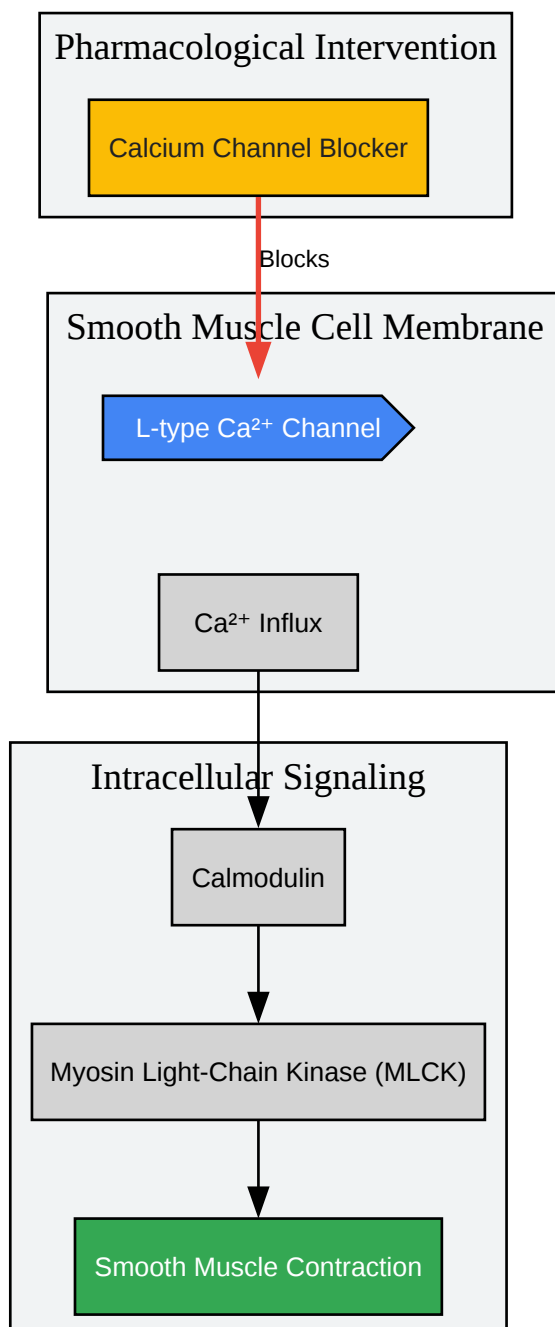 Pharmacological Intervention
Calcium Channel Blocker
Blocks
Smooth Muscle Cell Membrane
L-type Ca²⁺ Channel
Ca²⁺ Influx
Intracellular Signaling
Calmodulin
Myosin Light-Chain Kinase (MLCK)
Smooth Muscle Contraction